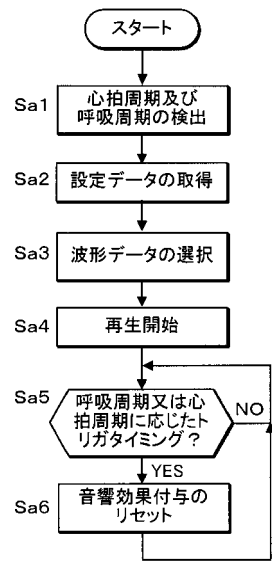 スタート
Sa1
心拍周期及び
呼吸周期の検出
Sa2
設定データの取得
Sa3
波形データの選択
Sa4
再生開始
Sa5
呼吸周期又は心
拍周期に応じたト
リガタイミング？
NO
YES
Sa6
音響効果付与の
リセット